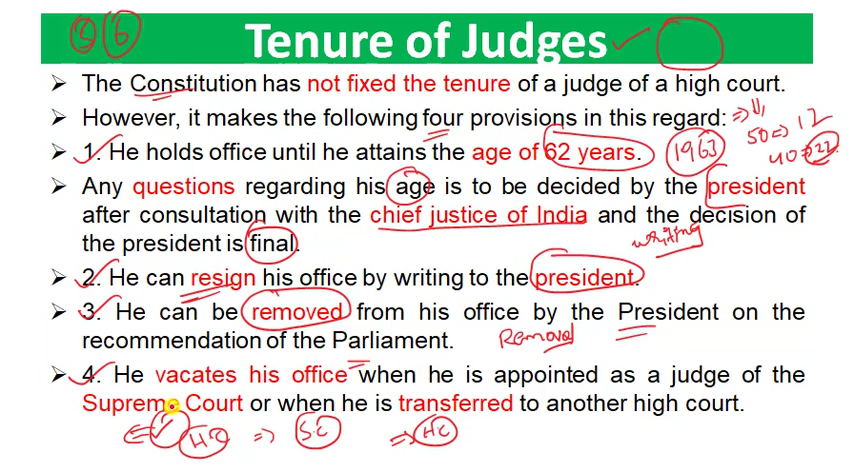 5 6
Tenure of Judges
➢ The Constitution has not fixed the tenure of a judge of a high court.
➢ However, it makes the following four provisions in this regard: ⇒
50 ⇒ 12
➢ 1. He holds office until he attains the age of 62 years. 1963
40 ⇒ 22
➢ Any questions regarding his age is to be decided by the president
after consultation with the chief justice of India and the decision of
the president is final.
writing
➢ 2. He can resign his office by writing to the president.
➢ 3. He can be removed from his office by the President on the
recommendation of the Parliament. Removal
➢ 4. He vacates his office when he is appointed as a judge of the
Supreme Court or when he is transferred to another high court.
HC ⇒ S.C ⇒ HC